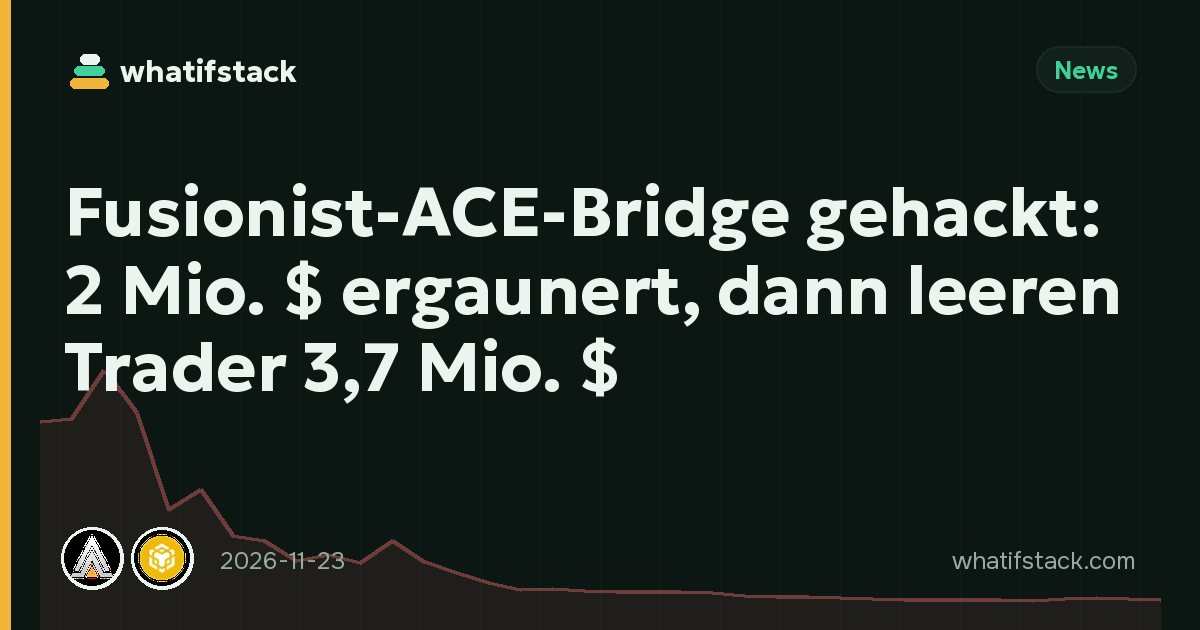 whatifstack
News
Fusionist-ACE-Bridge gehackt:
2 Mio. $ ergaunert, dann leeren
Trader 3,7 Mio. $
2026-11-23
whatifstack.com